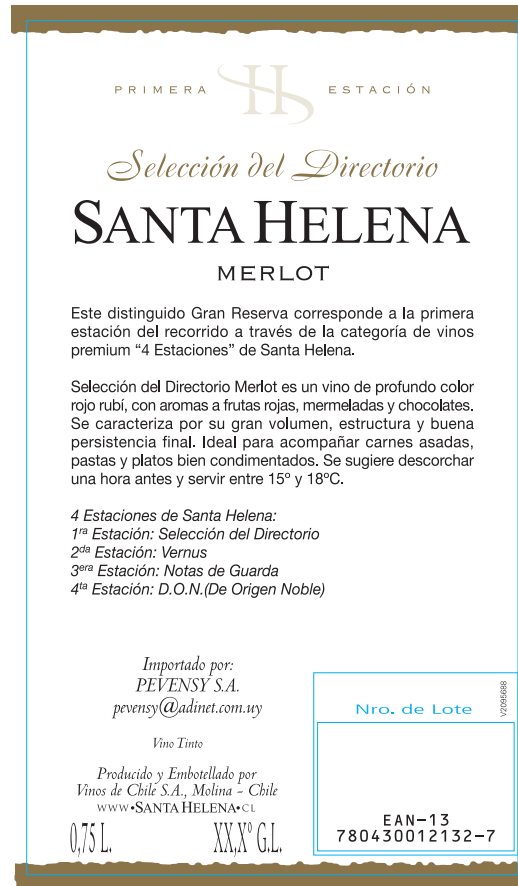 PRIMERA H ESTACIÓN
Selección del Directorio
SANTA HELENA
MERLOT
Este distinguido Gran Reserva corresponde a la primera
estación del recorrido a través de la categoría de vinos
premium “4 Estaciones” de Santa Helena.
Selección del Directorio Merlot es un vino de profundo color
rojo rubí, con aromas a frutas rojas, mermeladas y chocolates.
Se caracteriza por su gran volumen, estructura y buena
persistencia final. Ideal para acompañar carnes asadas,
pastas y platos bien condimentados. Se sugiere descorchar
una hora antes y servir entre 15º y 18ºC.
4 Estaciones de Santa Helena:
1ra Estación: Selección del Directorio
2da Estación: Vernus
3era Estación: Notas de Guarda
4ta Estación: D.O.N.(De Origen Noble)
Importado por:
PEVENSY S.A.
pevensy@adinet.com.uy
Vino Tinto
Producido y Embotellado por
Vinos de Chile S.A., Molina - Chile
WWW•SANTA HELENA•CL
0,75 L. XX,Xº G.L.
Nro. de Lote
V2095688
EAN-13
780430012132-7